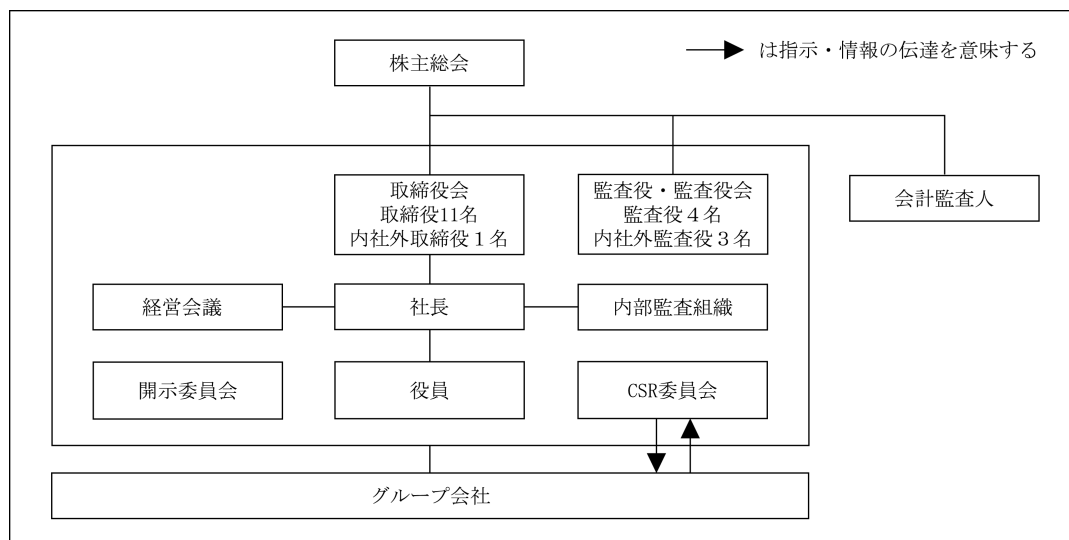 株主総会
は指示・情報の伝達を意味する
取締役会
取締役11名
内社外取締役１名
監査役・監査役会
監査役４名
内社外監査役３名
会計監査人
経営会議
社長
内部監査組織
開示委員会
役員
CSR委員会
グループ会社